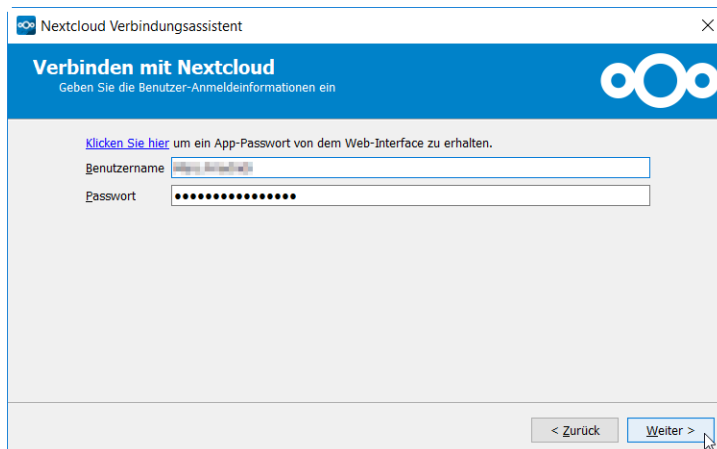 Nextcloud Verbindungsassistent
Verbinden mit Nextcloud
Geben Sie die Benutzer-Anmeldeinformationen ein
Klicken Sie hier um ein App-Passwort von dem Web-Interface zu erhalten.
Benutzername
Passwort ●●●●●●●●●●●●●●●●
< Zurück Weiter >